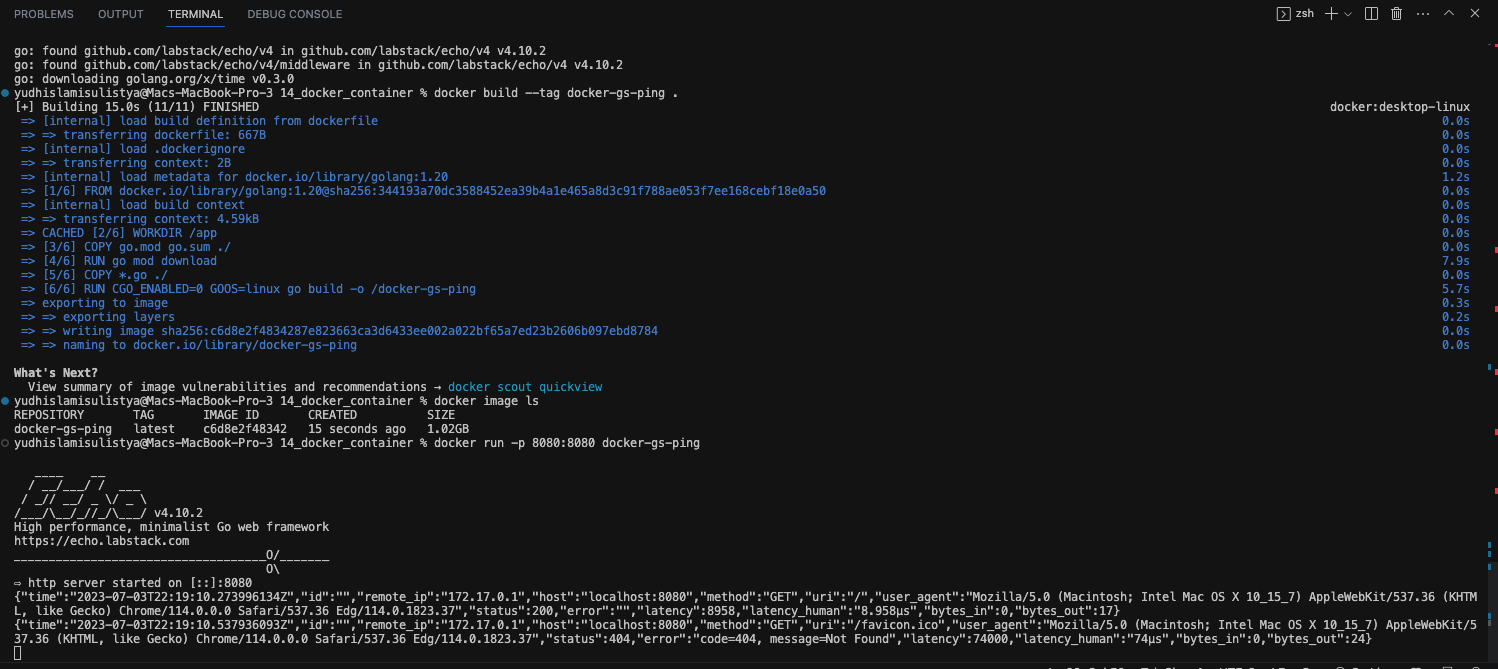 PROBLEMS OUTPUT TERMINAL DEBUG CONSOLE zsh
go: found github.com/labstack/echo/v4 in github.com/labstack/echo/v4 v4.10.2
go: found github.com/labstack/echo/v4/middleware in github.com/labstack/echo/v4 v4.10.2
go: downloading golang.org/x/time v0.3.0
yudhislamisulistya@Macs-MacBook-Pro-3 14_docker_container % docker build --tag docker-gs-ping .
[+] Building 15.0s (11/11) FINISHED docker:desktop-linux
=> [internal] load build definition from dockerfile 0.0s
=> => transferring dockerfile: 667B 0.0s
=> [internal] load .dockerignore 0.0s
=> => transferring context: 2B 0.0s
=> [internal] load metadata for docker.io/library/golang:1.20 1.2s
=> [1/6] FROM docker.io/library/golang:1.20@sha256:344193a70dc3588452ea39b4a1e465a8d3c91f788ae053f7ee168cebf18e0a50 0.0s
=> [internal] load build context 0.0s
=> => transferring context: 4.59kB 0.0s
=> CACHED [2/6] WORKDIR /app 0.0s
=> [3/6] COPY go.mod go.sum ./ 0.0s
=> [4/6] RUN go mod download 7.9s
=> [5/6] COPY *.go ./ 0.0s
=> [6/6] RUN CGO_ENABLED=0 GOOS=linux go build -o /docker-gs-ping 5.7s
=> exporting to image 0.3s
=> => exporting layers 0.2s
=> => writing image sha256:c6d8e2f4834287e823663ca3d6433ee002a022bf65a7ed23b2606b097ebd8784 0.0s
=> => naming to docker.io/library/docker-gs-ping 0.0s
What's Next?
View summary of image vulnerabilities and recommendations → docker scout quickview
yudhislamisulistya@Macs-MacBook-Pro-3 14_docker_container % docker image ls
REPOSITORY TAG IMAGE ID CREATED SIZE
docker-gs-ping latest c6d8e2f48342 15 seconds ago 1.02GB
yudhislamisulistya@Macs-MacBook-Pro-3 14_docker_container % docker run -p 8080:8080 docker-gs-ping
   ____    __
  / __/___/ /  ___
 / _// __/ _ \/ _ \
/___/\__/_//_/\___/ v4.10.2
High performance, minimalist Go web framework
https://echo.labstack.com
____________________________________O/_______
                                    O\
⇨ http server started on [::]:8080
{"time":"2023-07-03T22:19:10.273996134Z","id":"","remote_ip":"172.17.0.1","host":"localhost:8080","method":"GET","uri":"/","user_agent":"Mozilla/5.0 (Macintosh; Intel Mac OS X 10_15_7) AppleWebKit/537.36 (KHTM
L, like Gecko) Chrome/114.0.0.0 Safari/537.36 Edg/114.0.1823.37","status":200,"error":"","latency":8958,"latency_human":"8.958µs","bytes_in":0,"bytes_out":17}
{"time":"2023-07-03T22:19:10.537936093Z","id":"","remote_ip":"172.17.0.1","host":"localhost:8080","method":"GET","uri":"/favicon.ico","user_agent":"Mozilla/5.0 (Macintosh; Intel Mac OS X 10_15_7) AppleWebKit/5
37.36 (KHTML, like Gecko) Chrome/114.0.0.0 Safari/537.36 Edg/114.0.1823.37","status":404,"error":"code=404, message=Not Found","latency":74000,"latency_human":"74µs","bytes_in":0,"bytes_out":24}